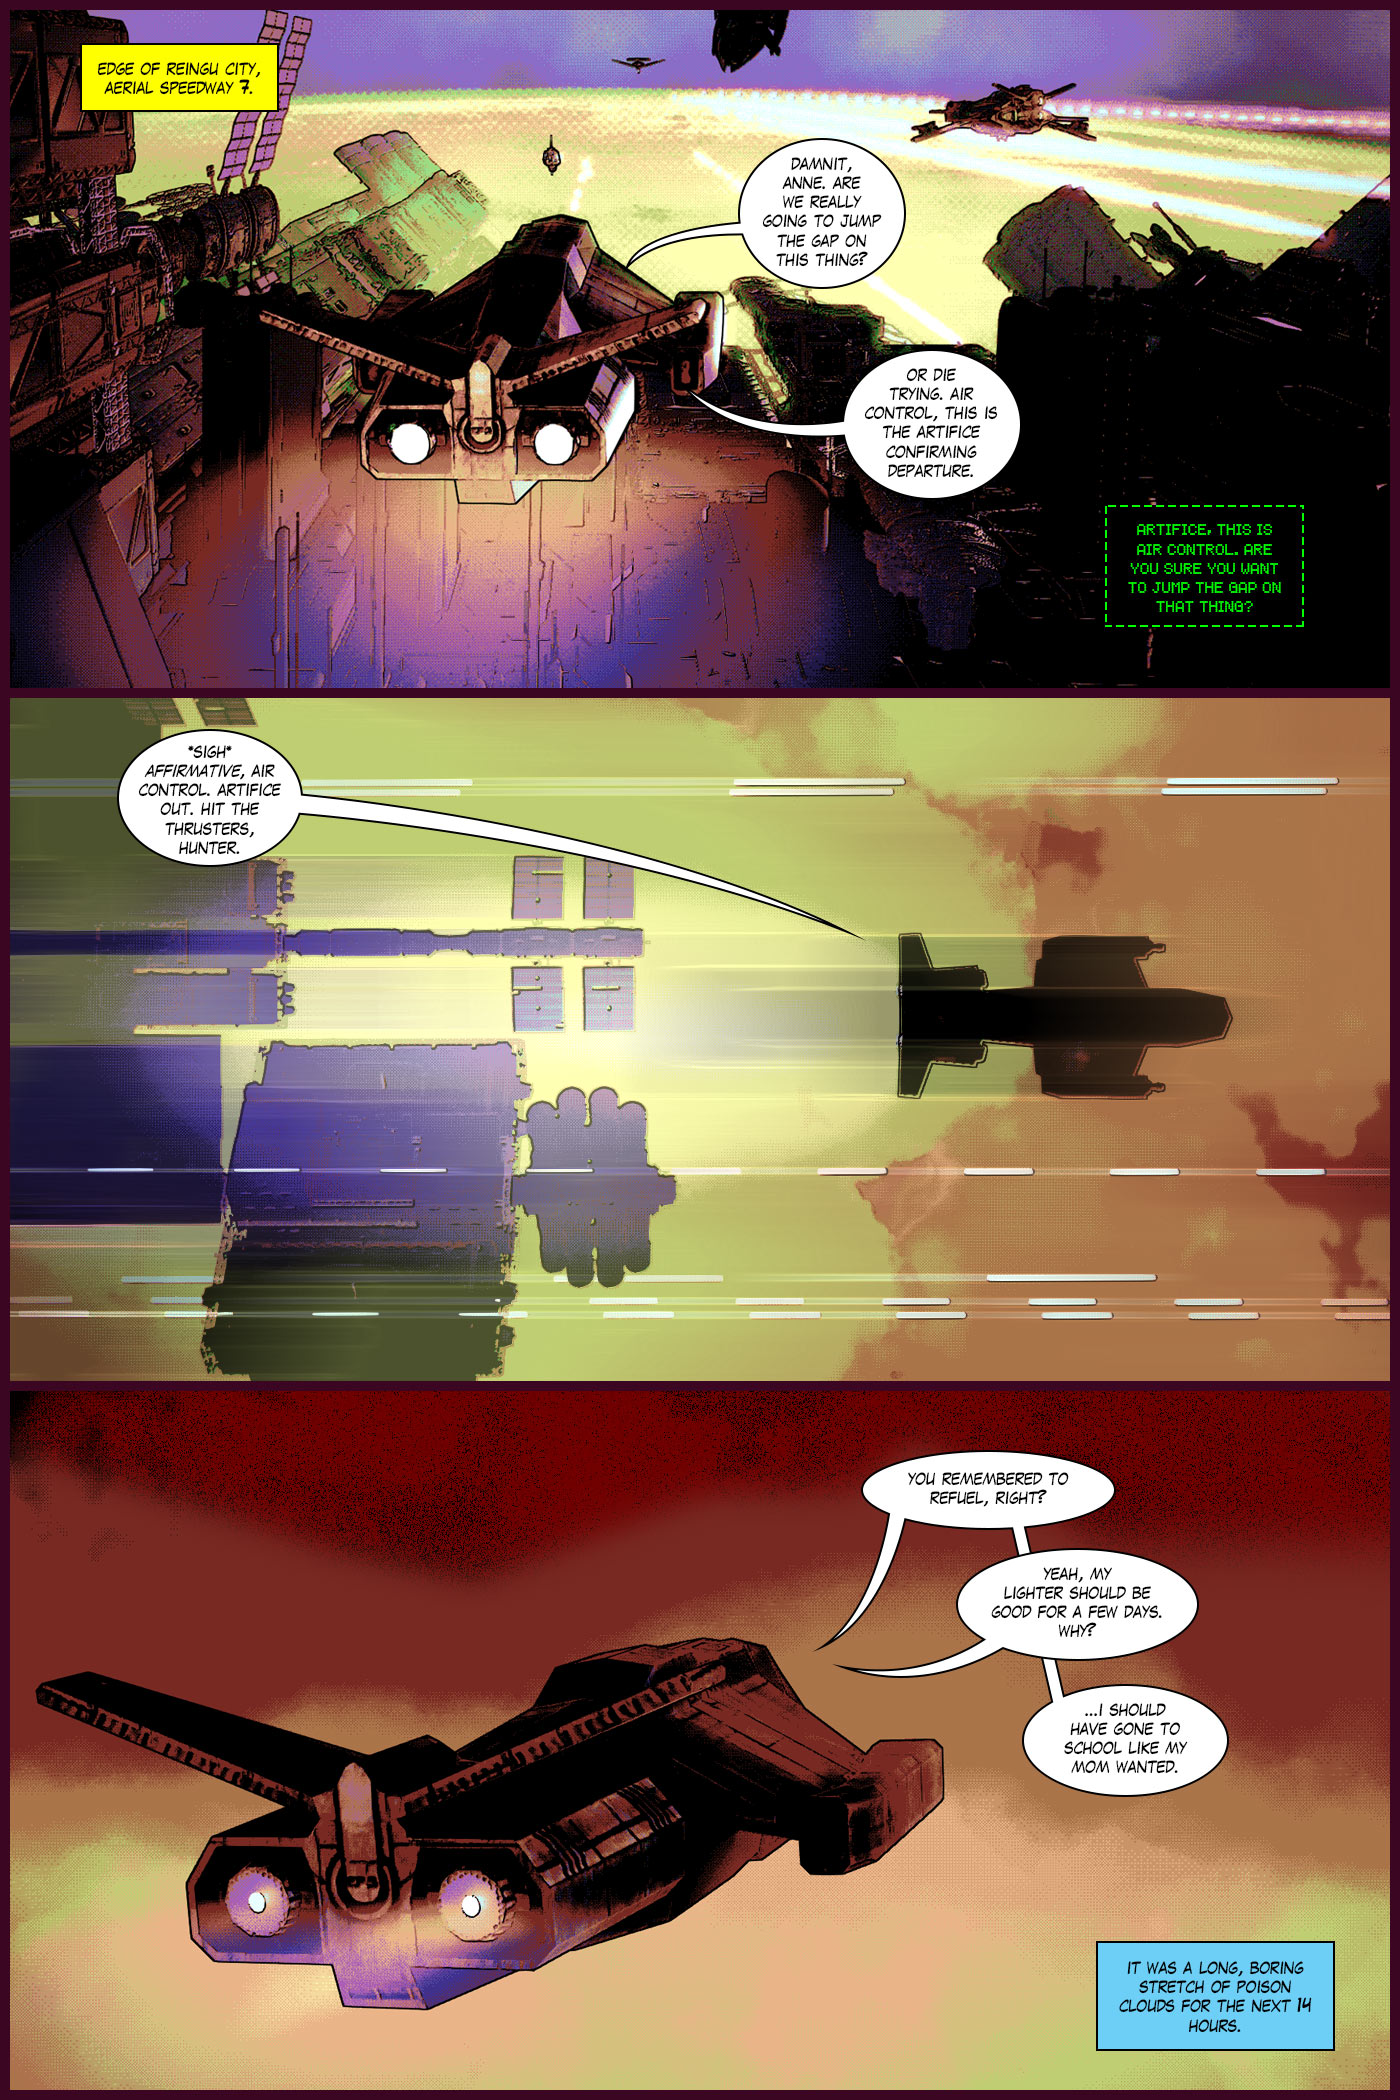 EDGE OF REINGU CITY,
AERIAL SPEEDWAY 7.
DAMNIT,
ANNE. ARE
WE REALLY
GOING TO JUMP
THE GAP ON
THIS THING?
OR DIE
TRYING. AIR
CONTROL, THIS IS
THE ARTIFICE
CONFIRMING
DEPARTURE.
ARTIFICE, THIS IS
AIR CONTROL. ARE
YOU SURE YOU WANT
TO JUMP THE GAP ON
THAT THING?
*SIGH*
AFFIRMATIVE, AIR
CONTROL. ARTIFICE
OUT. HIT THE
THRUSTERS,
HUNTER.
YOU REMEMBERED TO
REFUEL, RIGHT?
YEAH, MY
LIGHTER SHOULD BE
GOOD FOR A FEW DAYS.
WHY?
...I SHOULD
HAVE GONE TO
SCHOOL LIKE MY
MOM WANTED.
IT WAS A LONG, BORING
STRETCH OF POISON
CLOUDS FOR THE NEXT 14
HOURS.